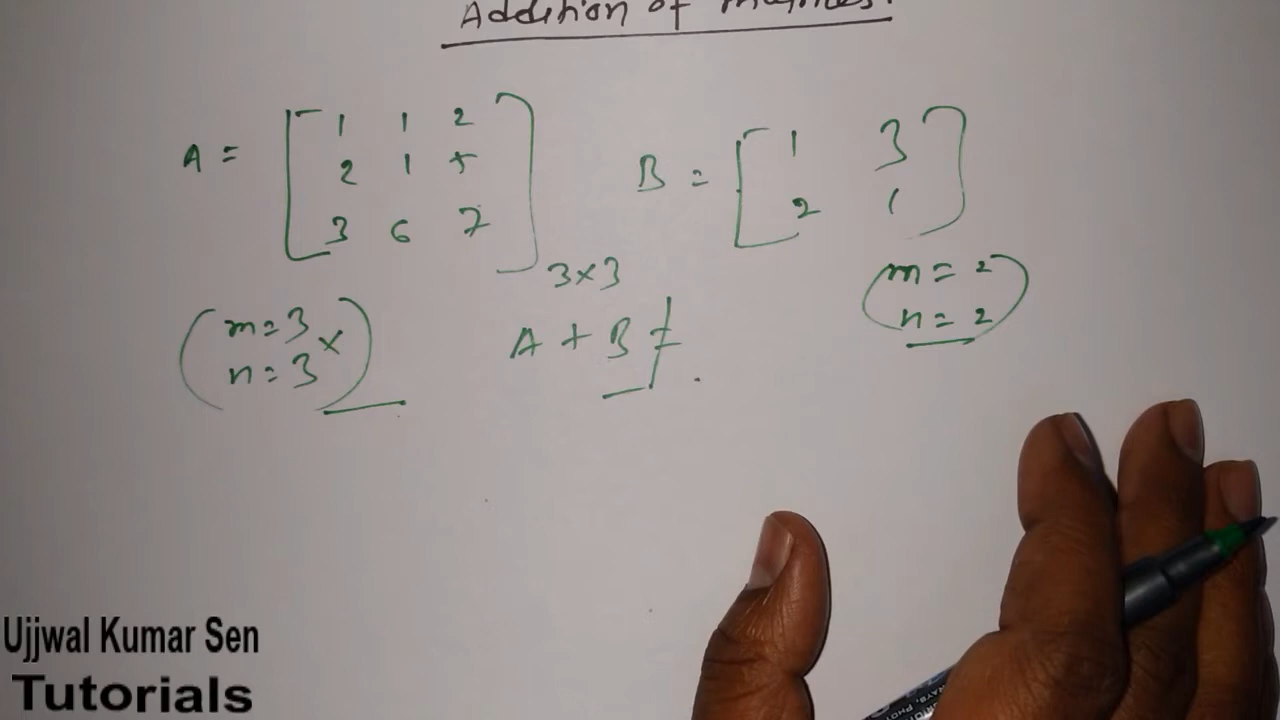 Addition of matrices.
A = [ 1 1 2
2 1 5
3 6 7 ] 3×3
B = [ 1 3
2 1 ]
( m = 3
n = 3 ) ×
A + B ≠ .
( m = 2
n = 2 )
Ujjwal Kumar Sen
Tutorials